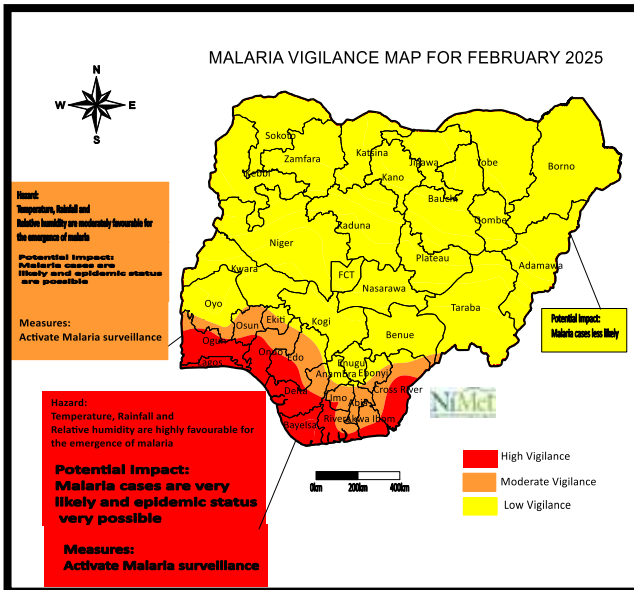 MALARIA VIGILANCE MAP FOR FEBRUARY 2025
N
W E
S
Sokoto
Zamfara
Katsina
Kano
Jigawa
Yobe
Borno
Kebbi
Bauchi
Gombe
Kaduna
Niger
Plateau
Adamawa
Kwara
FCT
Nasarawa
Taraba
Oyo
Kogi
Benue
Osun
Ekiti
Ogun
Ondo
Edo
Lagos
Enugu
Anambra
Ebonyi
Cross River
Delta
Imo
Abia
Bayelsa
Rivers
Akwa Ibom
Hazard:
Temperature, Rainfall and
Relative humidity are moderately favourable for
the emergence of malaria
Potential Impact:
Malaria cases are
likely and epidemic status
are possible
Measures:
Activate Malaria surveillance
Potential Impact:
Malaria cases less likely
Hazard:
Temperature, Rainfall and
Relative humidity are highly favourable for
the emergence of malaria
Potential Impact:
Malaria cases are very
likely and epidemic status
very possible
Measures:
Activate Malaria surveillance
NiMet
0km 200km 400km
High Vigilance
Moderate Vigilance
Low Vigilance